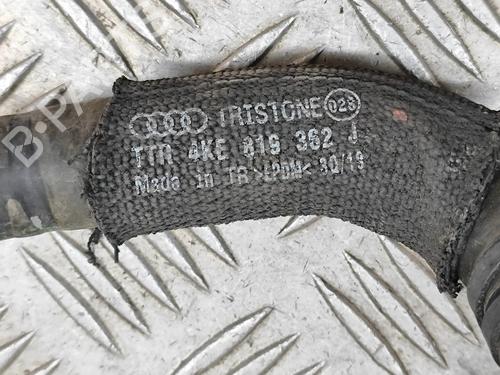 TRISTONE 028
TTR 4KE 819 362 J
Made in TR >EPDM< 30/19